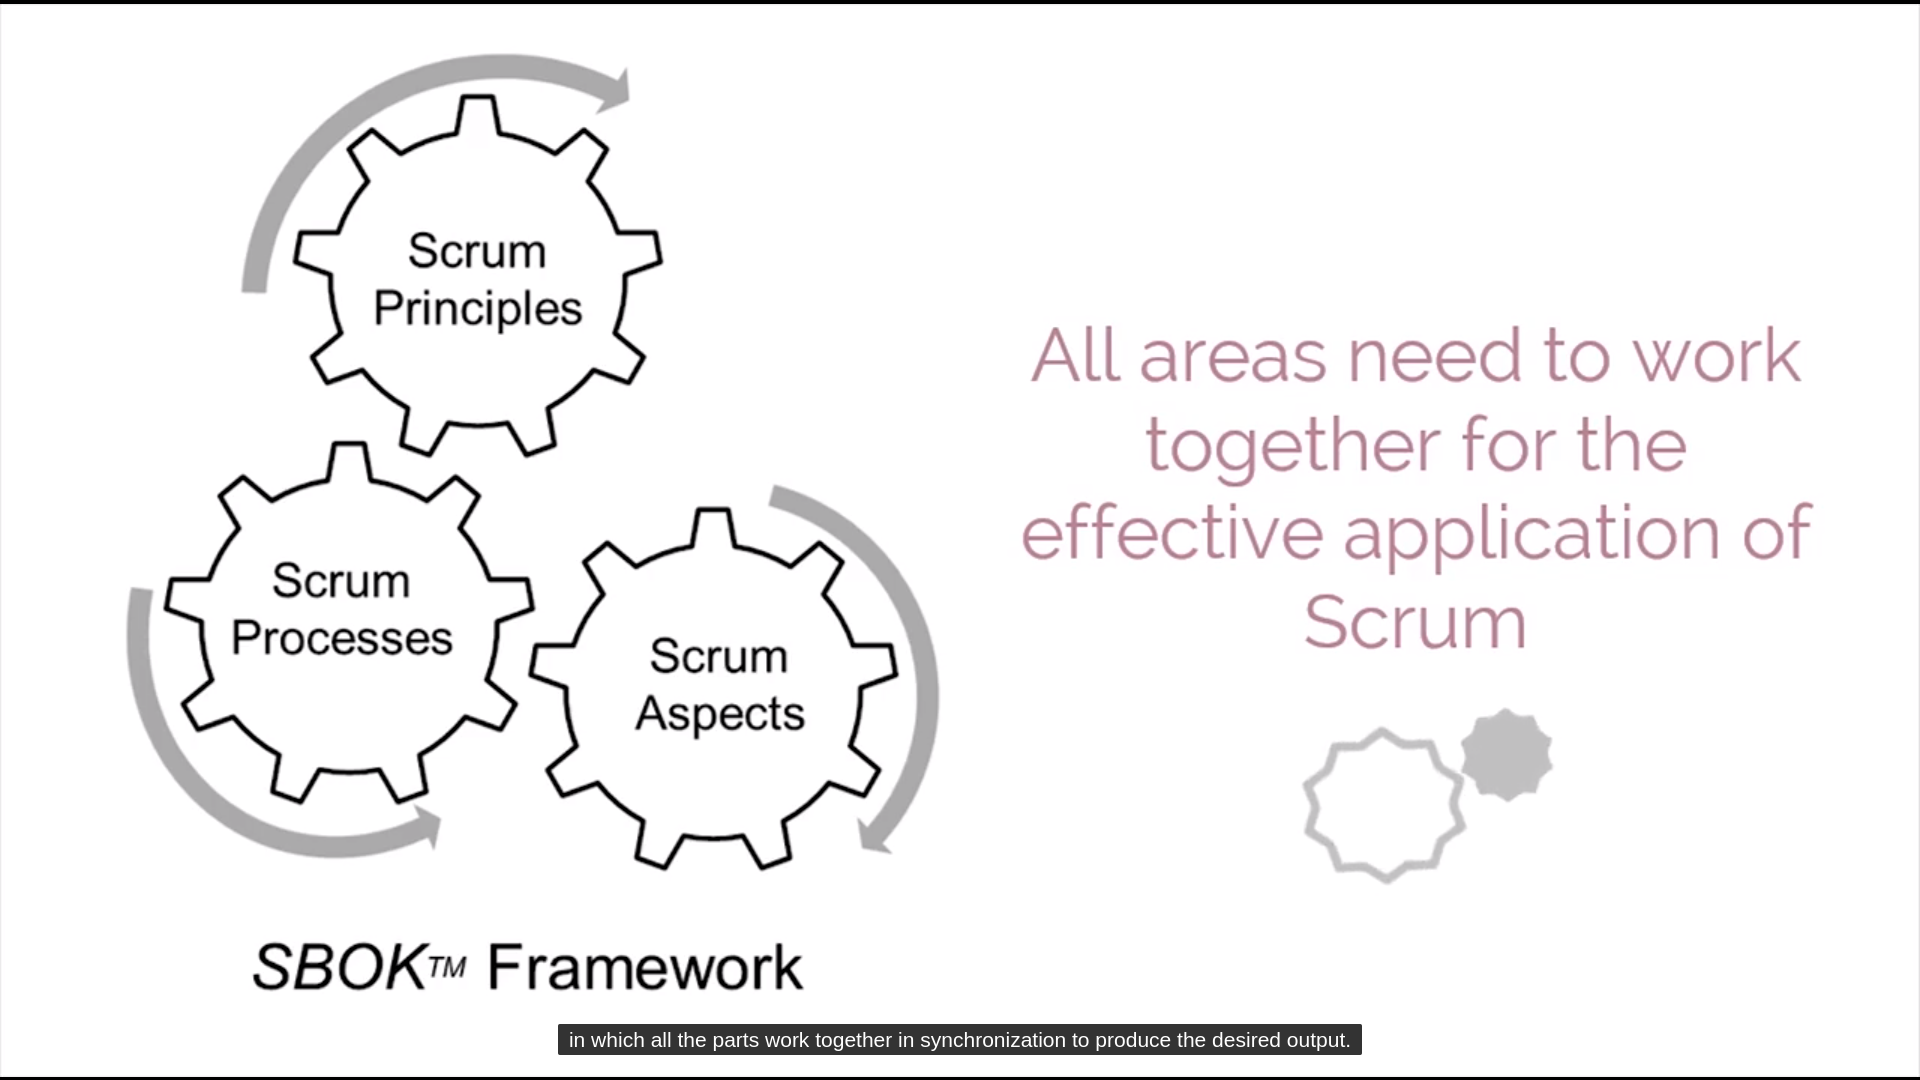 Scrum
Principles
Scrum
Processes
Scrum
Aspects
SBOK™ Framework
All areas need to work
together for the
effective application of
Scrum
in which all the parts work together in synchronization to produce the desired output.